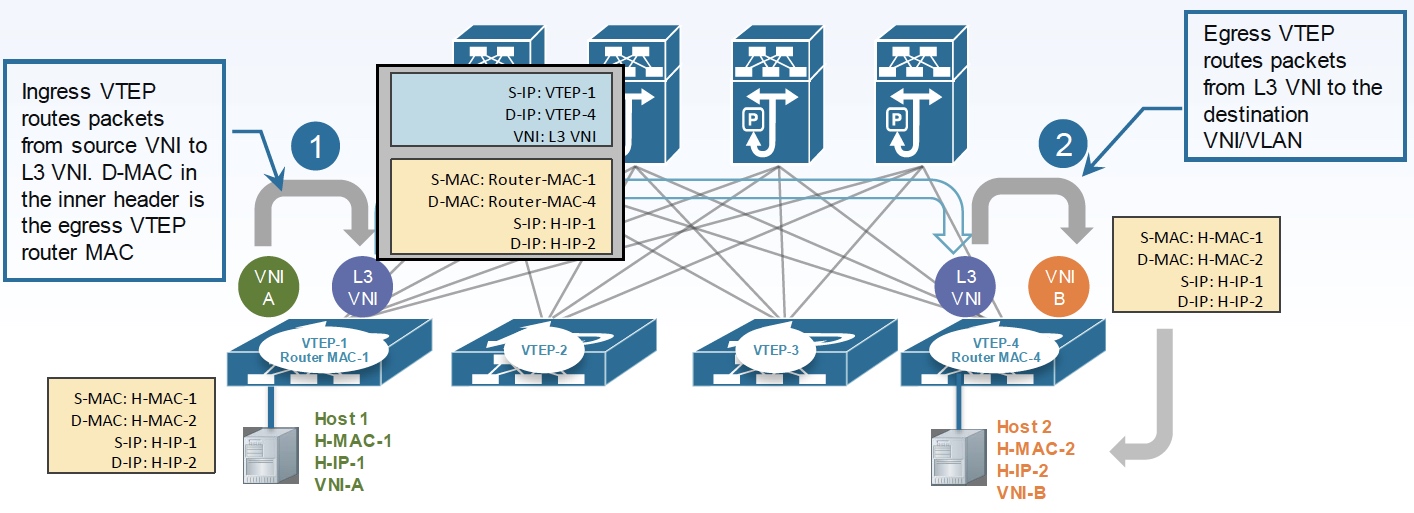 Ingress VTEP
routes packets
from source VNI to
L3 VNI. D-MAC in
the inner header is
the egress VTEP
router MAC
1
S-IP: VTEP-1
D-IP: VTEP-4
VNI: L3 VNI
S-MAC: Router-MAC-1
D-MAC: Router-MAC-4
S-IP: H-IP-1
D-IP: H-IP-2
P
P
2
Egress VTEP
routes packets
from L3 VNI to the
destination
VNI/VLAN
VNI
A
L3
VNI
L3
VNI
VNI
B
S-MAC: H-MAC-1
D-MAC: H-MAC-2
S-IP: H-IP-1
D-IP: H-IP-2
VTEP-1
Router MAC-1
VTEP-2
VTEP-3
VTEP-4
Router MAC-4
S-MAC: H-MAC-1
D-MAC: H-MAC-2
S-IP: H-IP-1
D-IP: H-IP-2
Host 1
H-MAC-1
H-IP-1
VNI-A
Host 2
H-MAC-2
H-IP-2
VNI-B